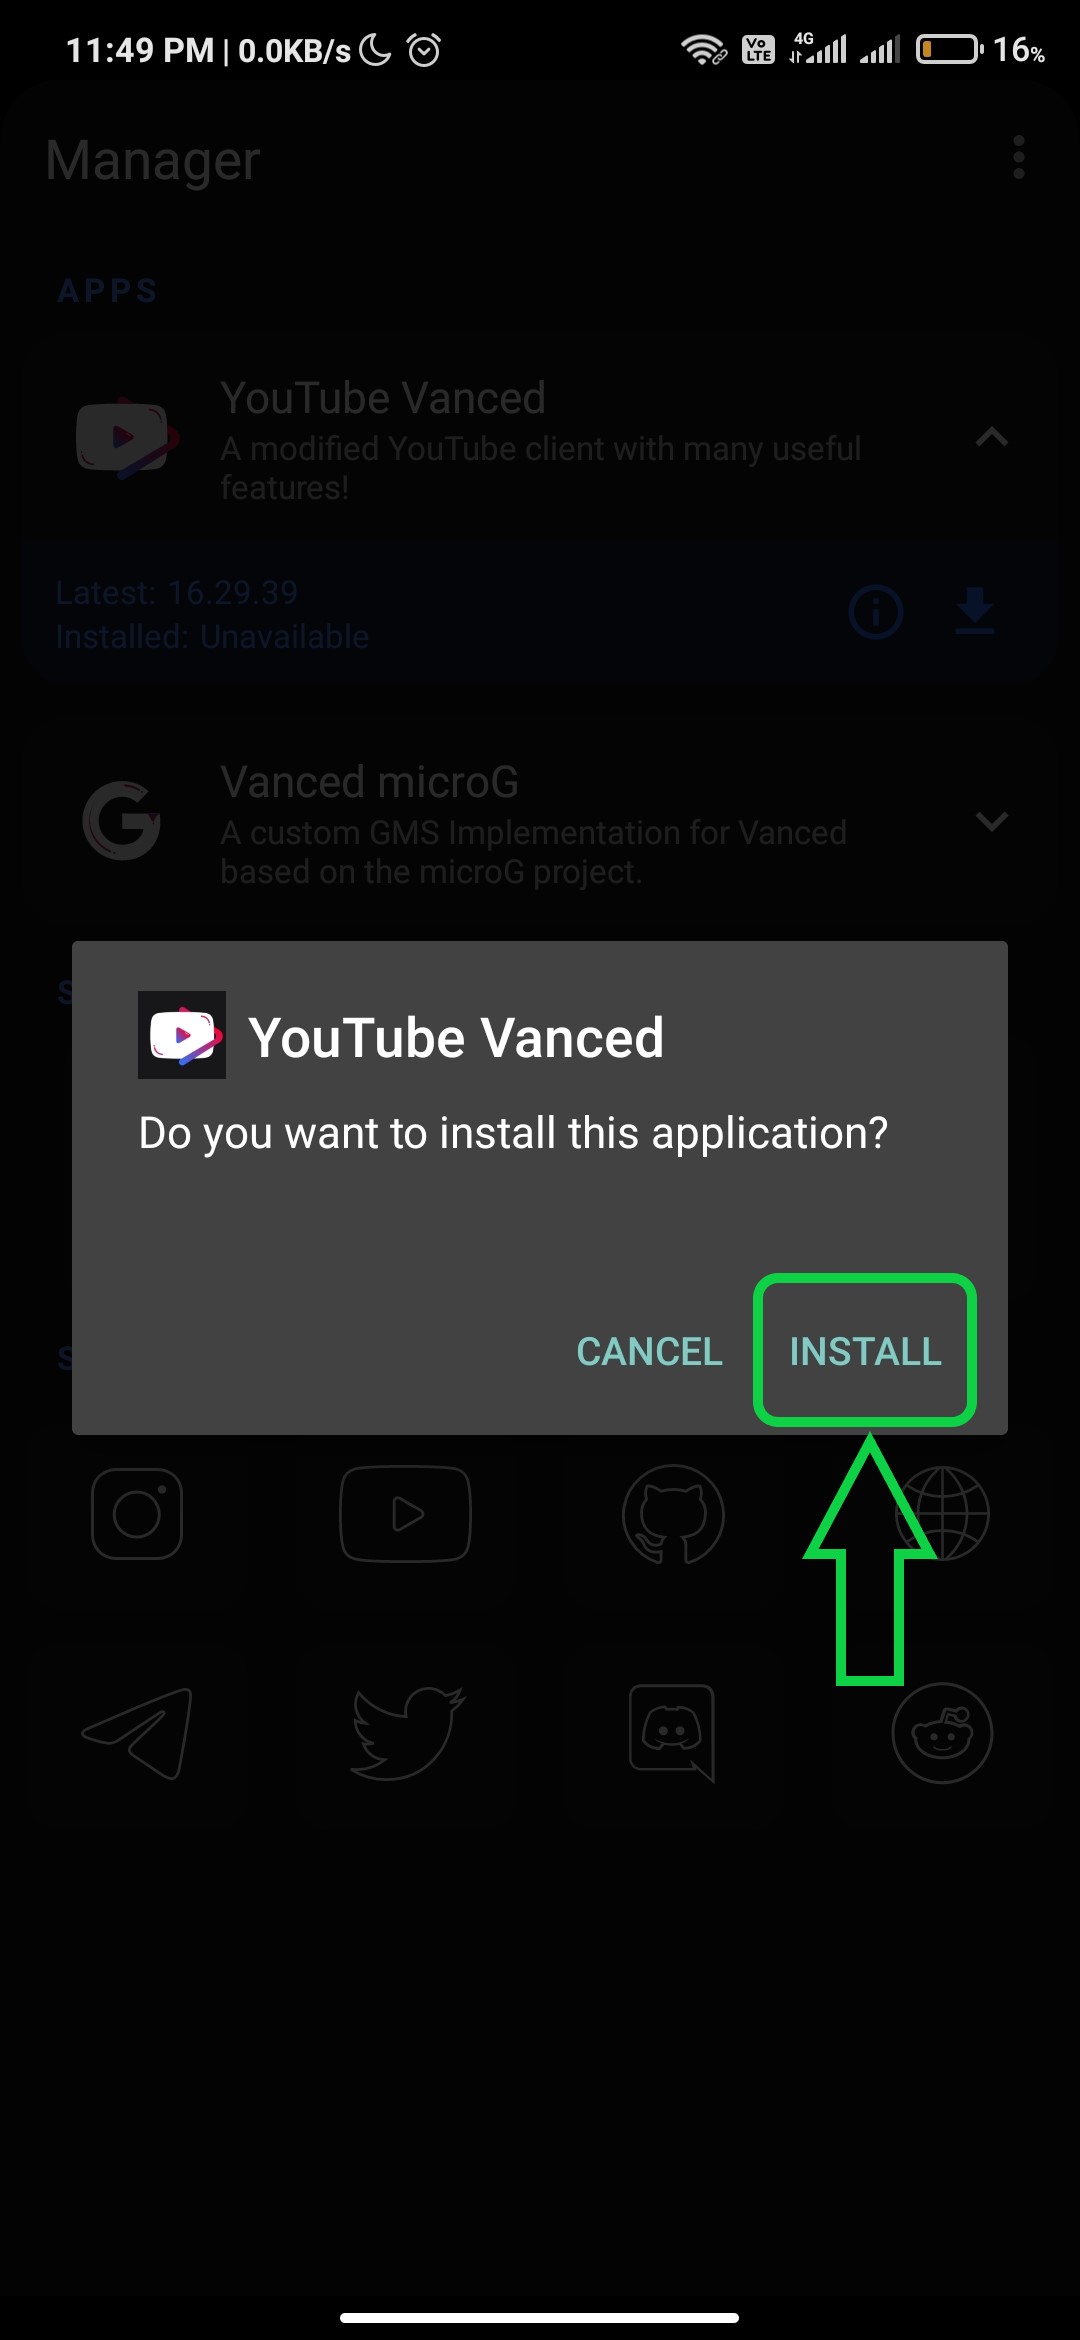 11:49 PM | 0.0KB/s Vo LTE 4G 16%
Manager
APPS
YouTube Vanced
A modified YouTube client with many useful
features!
Latest: 16.29.39
Installed: Unavailable
Vanced microG
A custom GMS Implementation for Vanced
based on the microG project.
S
YouTube Vanced
Do you want to install this application?
CANCEL INSTALL
S